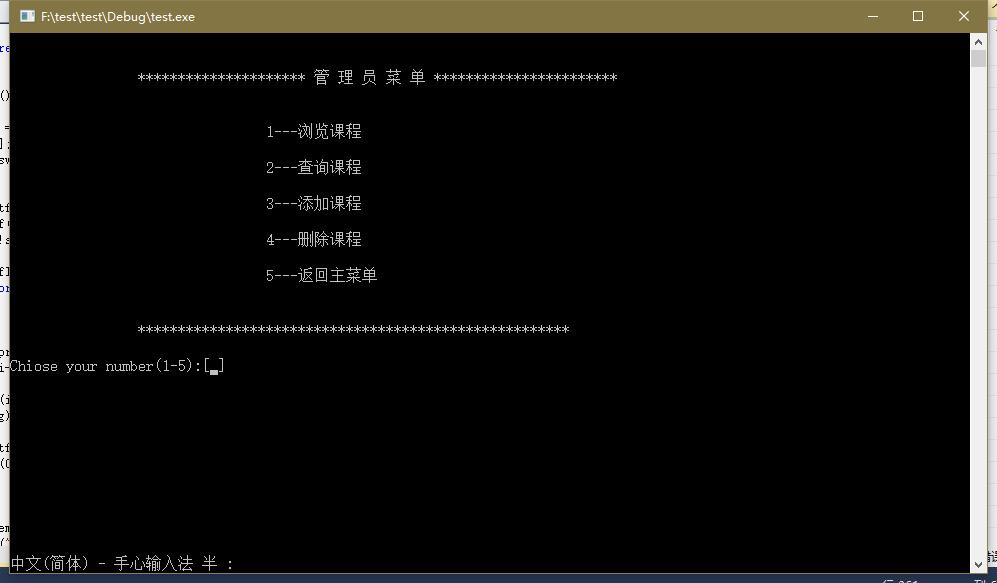 F:\test\test\Debug\test.exe
********************* 管 理 员 菜 单 ***********************
1---浏览课程
2---查询课程
3---添加课程
4---删除课程
5---返回主菜单
******************************************************
Chiose your number(1-5):[_]
中文(简体) - 手心输入法 半 :